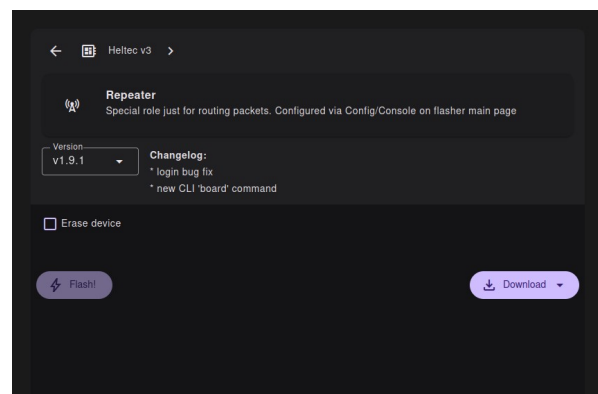 Heltec v3
Repeater
Special role just for routing packets. Configured via Config/Console on flasher main page
Version
v1.9.1
Changelog:
* login bug fix
* new CLI 'board' command
Erase device
Flash!
Download